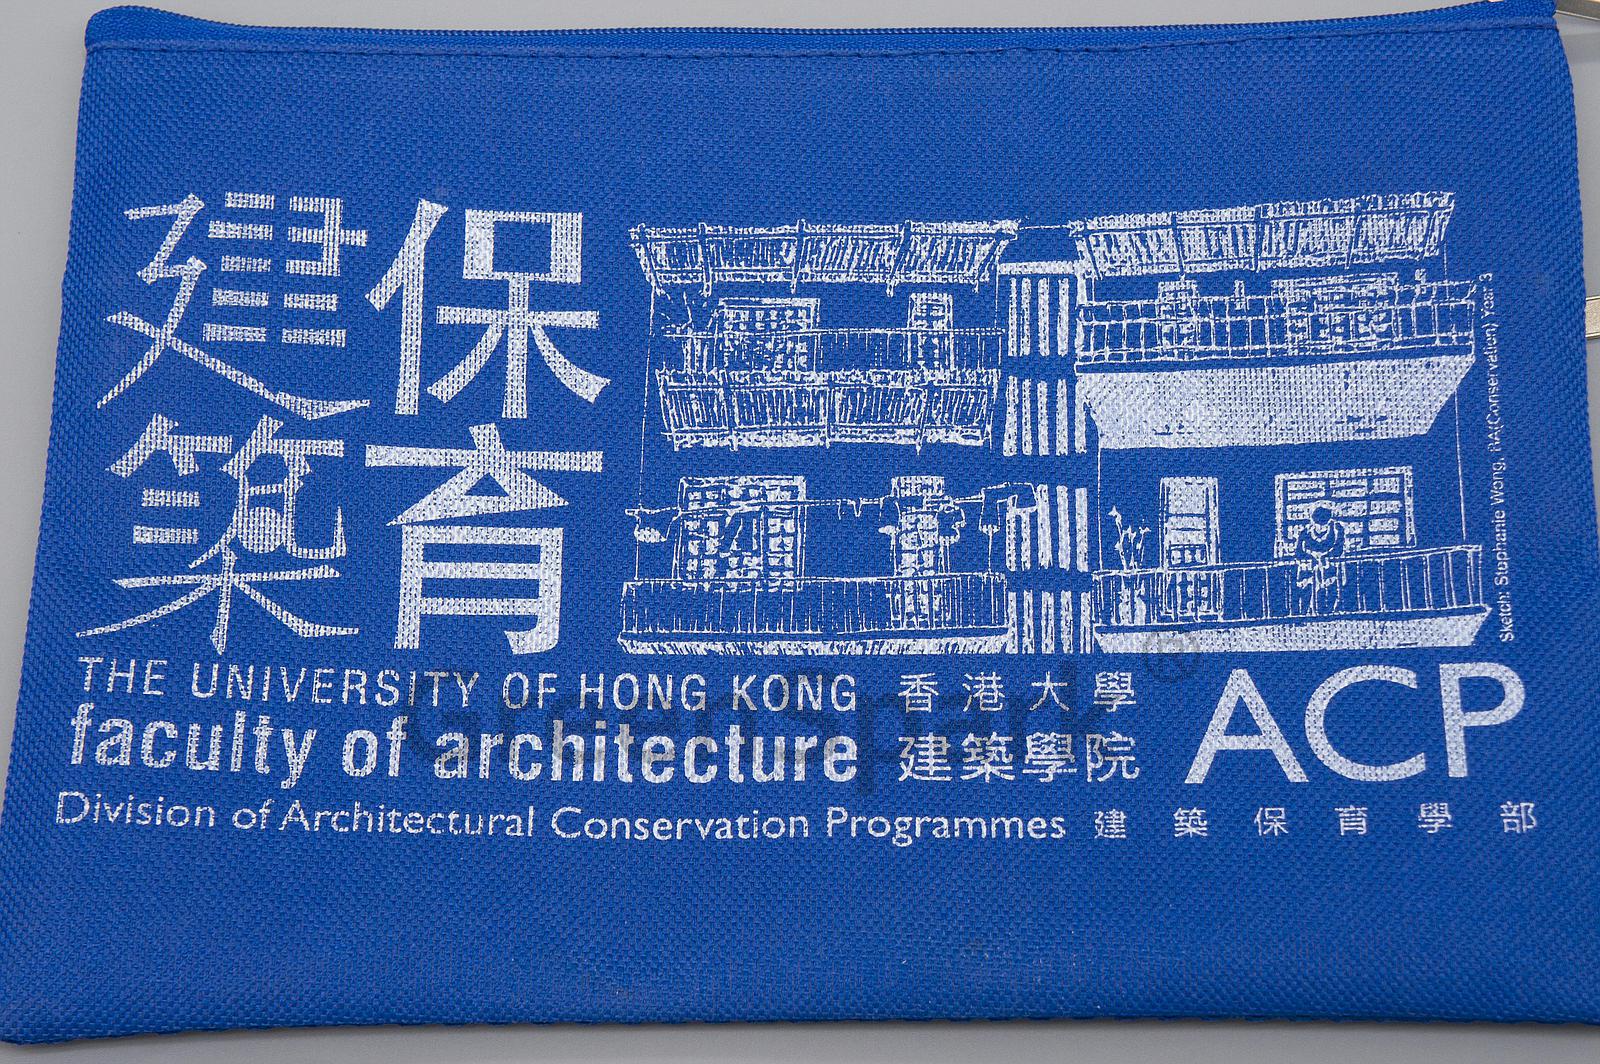 建保
築育
Sketch: Stephanie Wong, BA(Conservation) Year 3
THE UNIVERSITY OF HONG KONG 香港大學
faculty of architecture 建築學院
ACP
Division of Architectural Conservation Programmes 建築保育學部
GreenSpark®